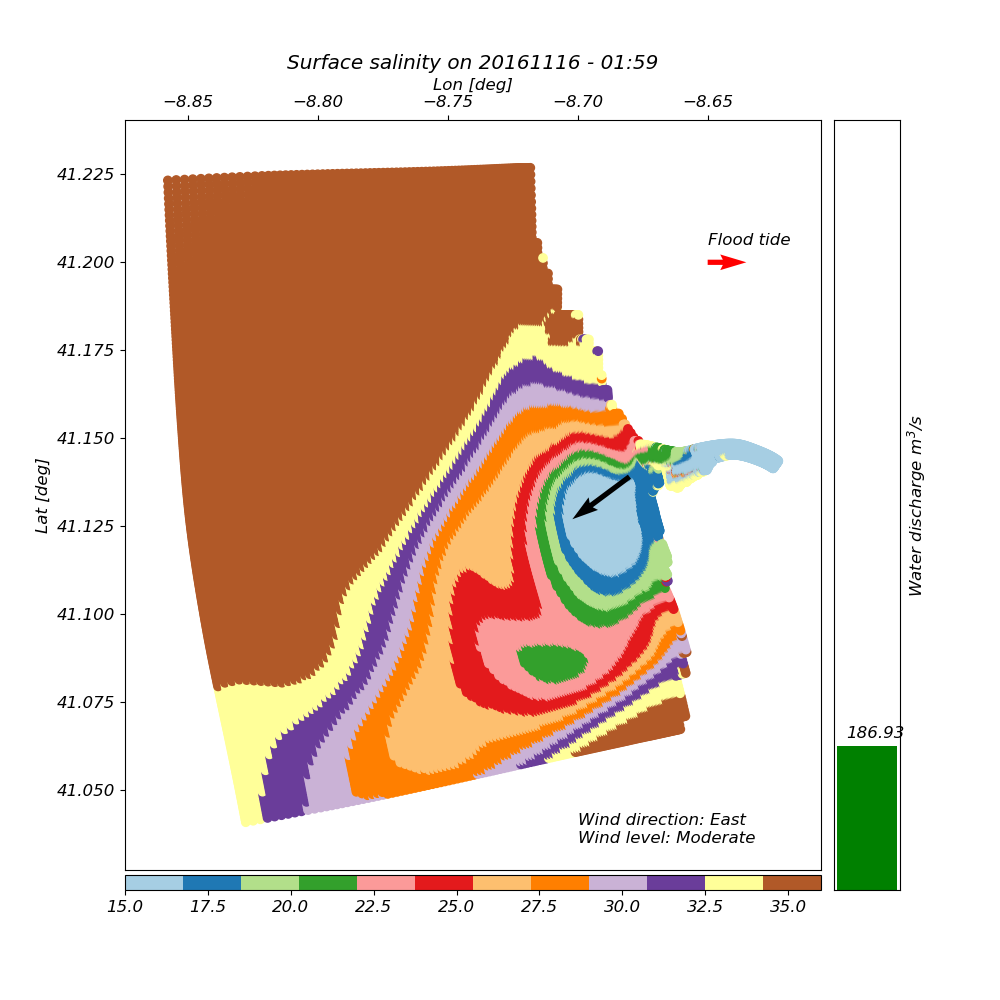 Surface salinity on 20161116 - 01:59
Lon [deg]
−8.85 −8.80 −8.75 −8.70 −8.65
41.225
41.200
41.175
41.150
41.125
41.100
41.075
41.050
Lat [deg]
Flood tide
Wind direction: East
Wind level: Moderate
15.0 17.5 20.0 22.5 25.0 27.5 30.0 32.5 35.0
186.93
Water discharge m³/s